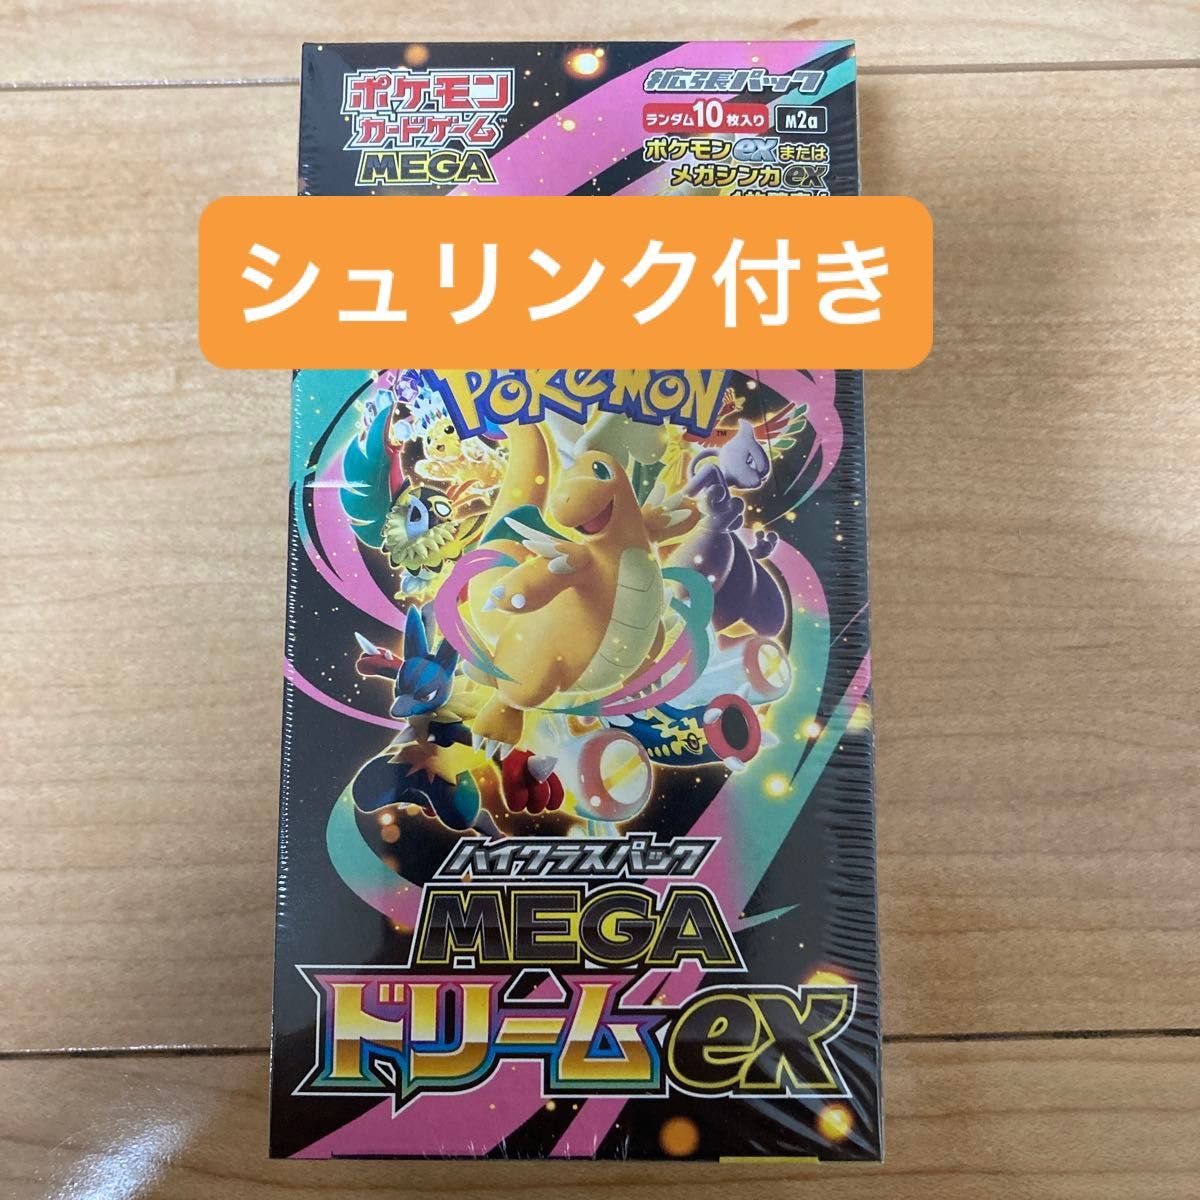 ポケモン
カードゲーム
MEGA
拡張パック
ランダム10枚入り M2a
ポケモンexまたは
メガシンカex
シュリンク付き
POKéMON
ハイクラスパック
MEGA
ドリームex